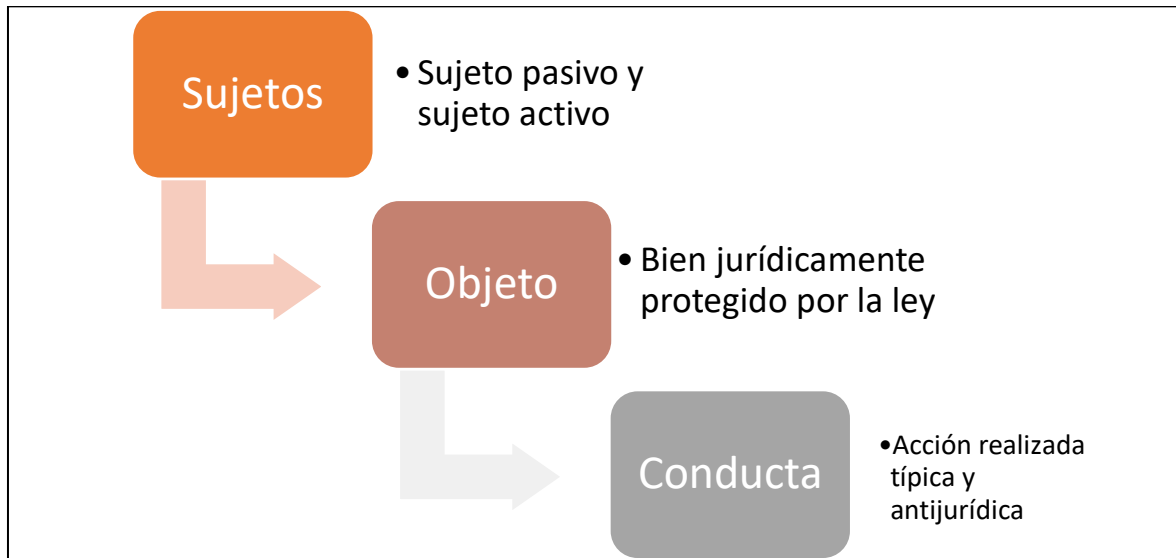 Sujetos
• Sujeto pasivo y
sujeto activo
Objeto
• Bien jurídicamente
protegido por la ley
Conducta
•Acción realizada
típica y
antijurídica